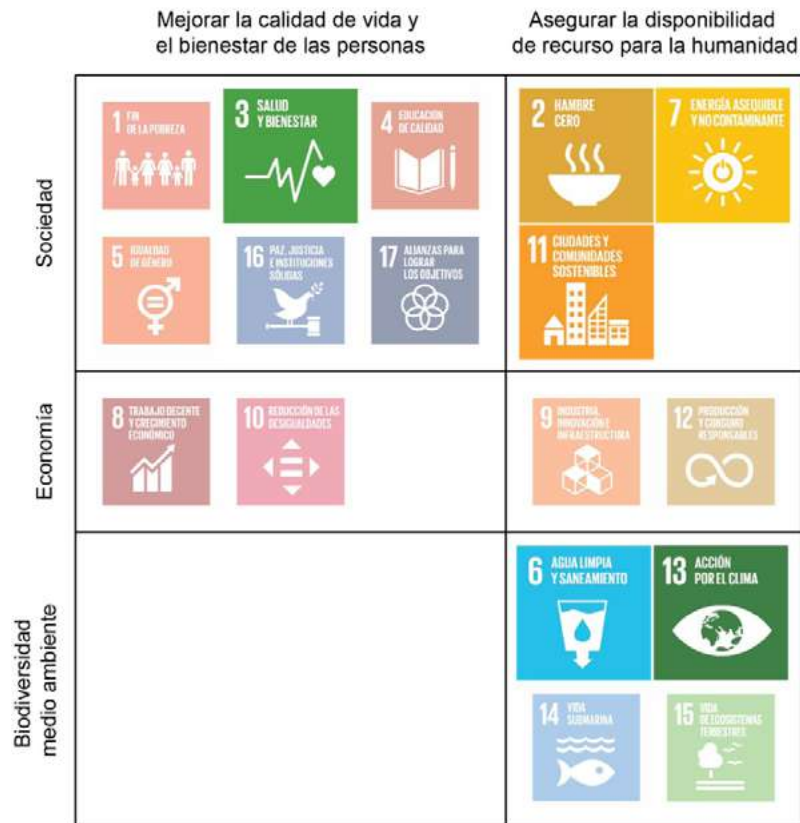 Mejorar la calidad de vida y
el bienestar de las personas
Asegurar la disponibilidad
de recurso para la humanidad
Sociedad
1 FIN
DE LA POBREZA
3 SALUD
Y BIENESTAR
4 EDUCACIÓN
DE CALIDAD
2 HAMBRE
CERO
7 ENERGÍA ASEQUIBLE
Y NO CONTAMINANTE
5 IGUALDAD
DE GÉNERO
16 PAZ, JUSTICIA
E INSTITUCIONES
SÓLIDAS
17 ALIANZAS PARA
LOGRAR
LOS OBJETIVOS
11 CIUDADES Y
COMUNIDADES
SOSTENIBLES
Economía
8 TRABAJO DECENTE
Y CRECIMIENTO
ECONÓMICO
10 REDUCCIÓN DE LAS
DESIGUALDADES
9 INDUSTRIA,
INNOVACIÓN E
INFRAESTRUCTURA
12 PRODUCCIÓN
Y CONSUMO
RESPONSABLES
Biodiversidad
medio ambiente
6 AGUA LIMPIA
Y SANEAMIENTO
13 ACCIÓN
POR EL CLIMA
14 VIDA
SUBMARINA
15 VIDA
DE ECOSISTEMAS
TERRESTRES